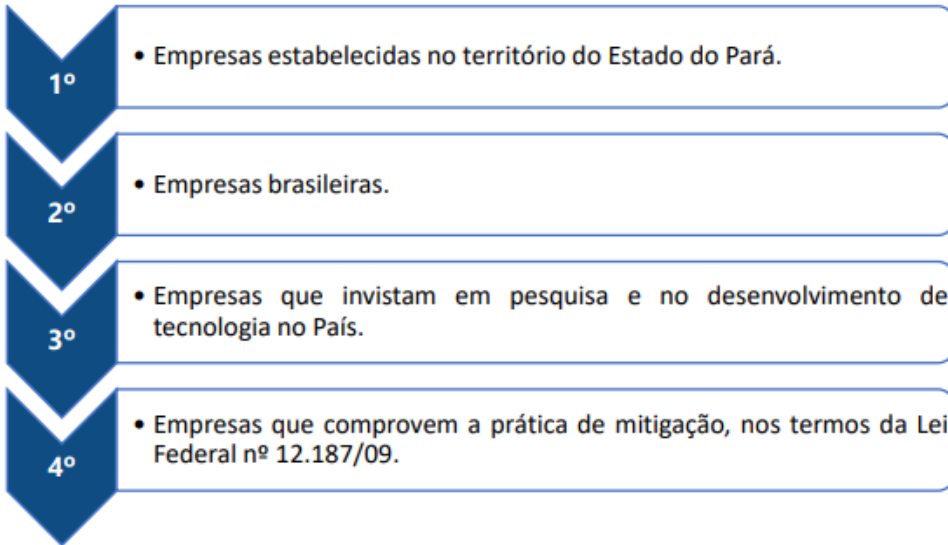 1º
• Empresas estabelecidas no território do Estado do Pará.
2º
• Empresas brasileiras.
3º
• Empresas que invistam em pesquisa e no desenvolvimento de
tecnologia no País.
4º
• Empresas que comprovem a prática de mitigação, nos termos da Lei
Federal nº 12.187/09.